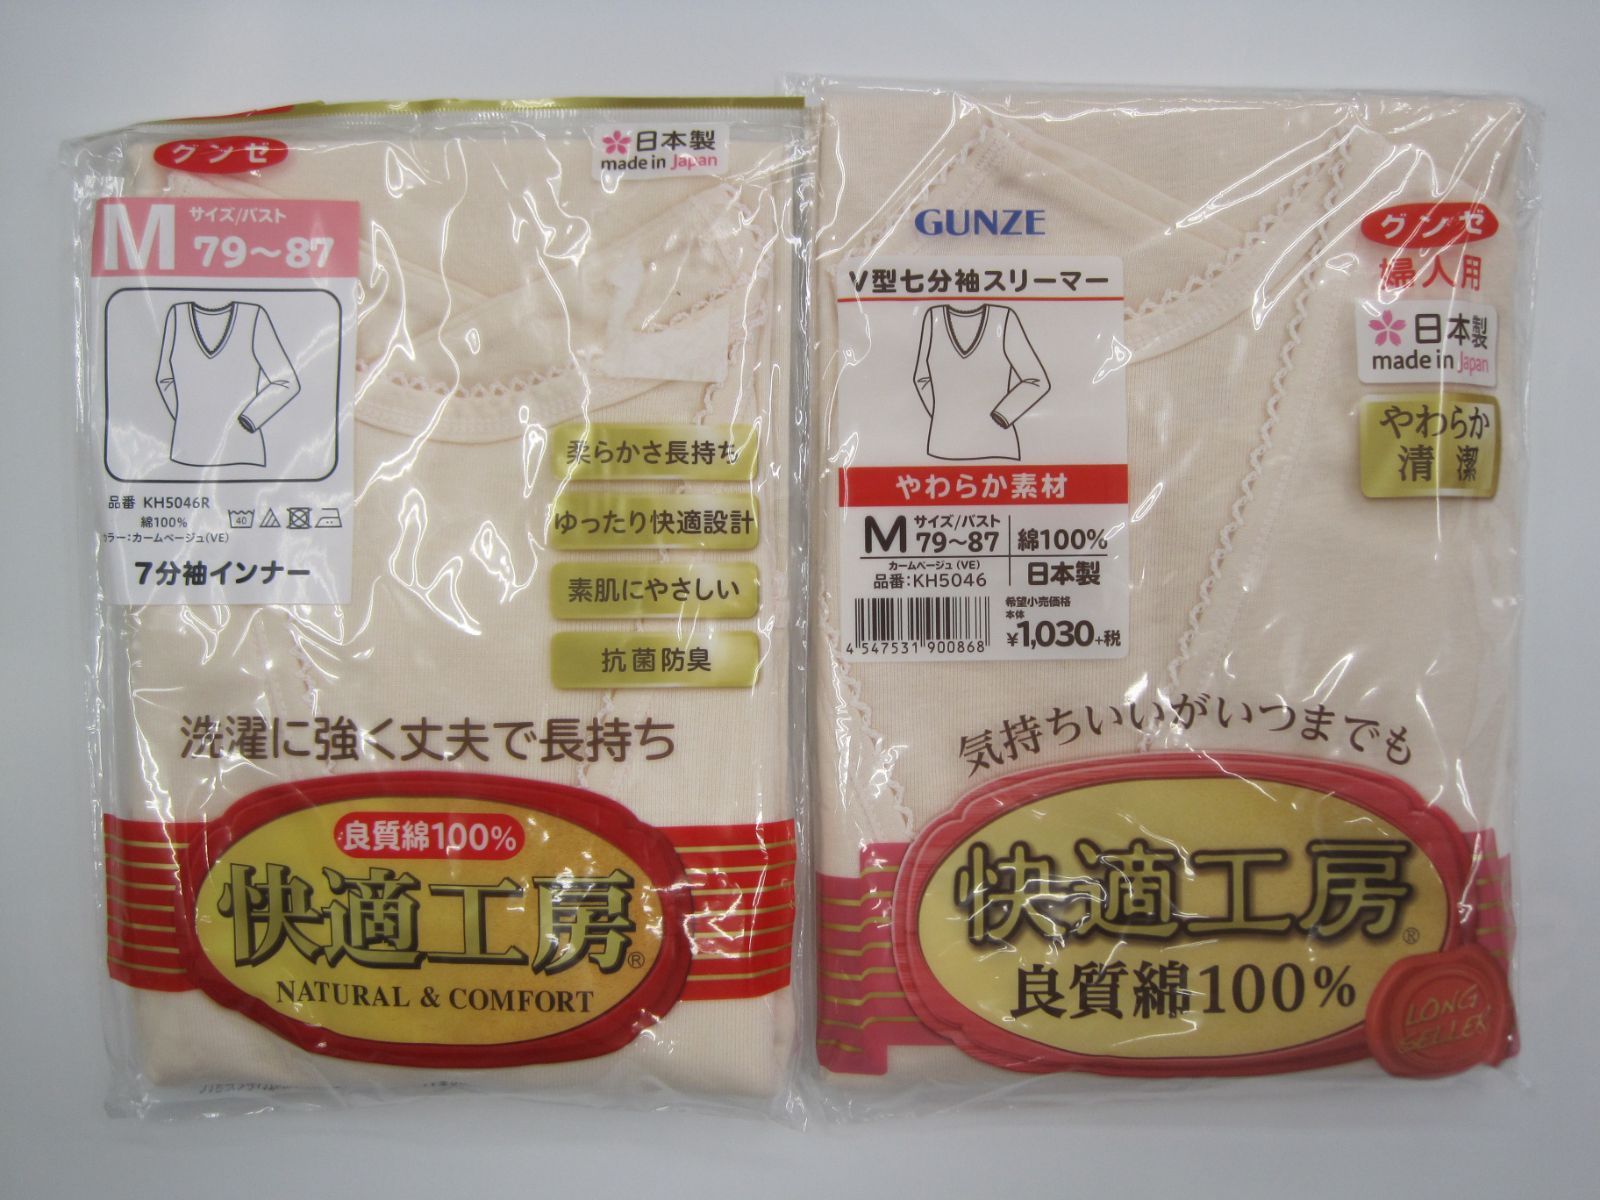 グンゼ
日本製
made in Japan
M サイズ/バスト
79〜87
品番 KH5046R
綿100%
40
カラー:カームベージュ(VE)
7分袖インナー
柔らかさ長持ち
ゆったり快適設計
素肌にやさしい
抗菌防臭
洗濯に強く丈夫で長持ち
良質綿100%
快適工房®
NATURAL & COMFORT
GUNZE
V型七分袖スリーマー
やわらか素材
M サイズ/バスト
79〜87
綿100%
カームベージュ(VE)
品番:KH5046
日本製
希望小売価格
本体
¥1,030+税
4 547531 900868
グンゼ
婦人用
日本製
made in Japan
やわらか
清潔
気持ちいいがいつまでも
快適工房®
良質綿100%
LONG
SELLER